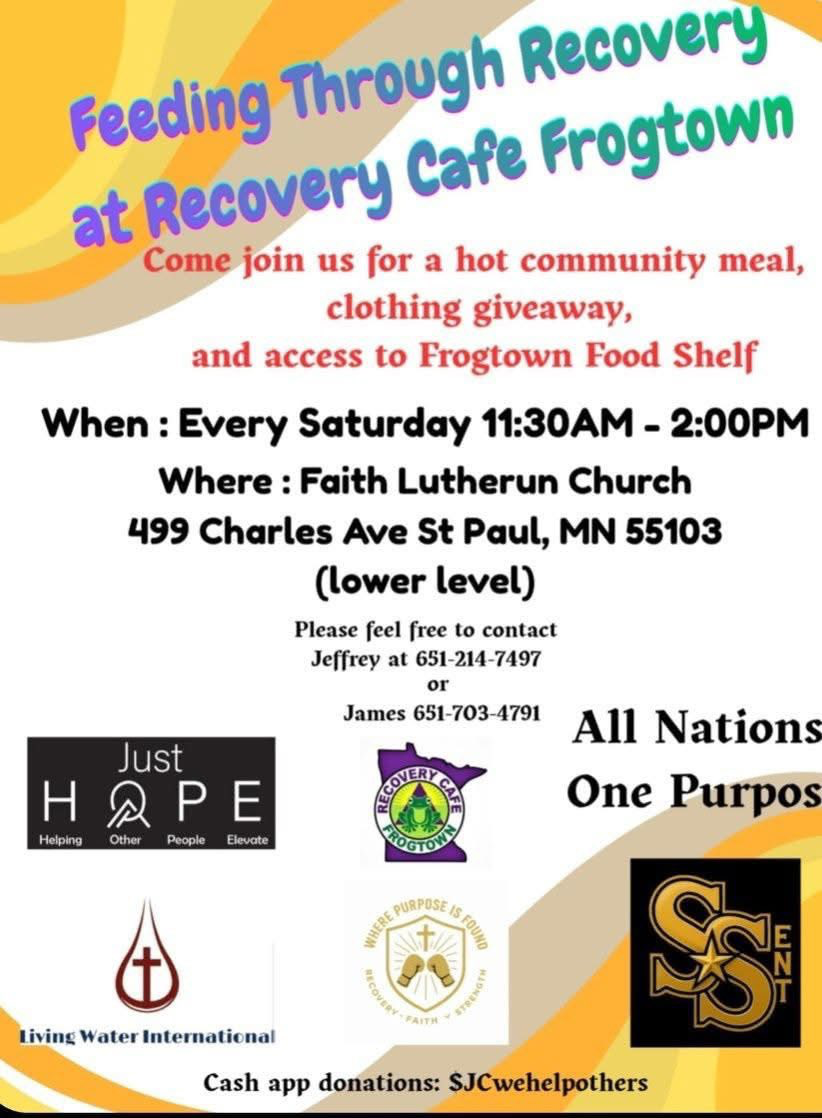 Feeding Through Recovery
at Recovery Cafe Frogtown
Come join us for a hot community meal,
clothing giveaway,
and access to Frogtown Food Shelf
When : Every Saturday 11:30AM - 2:00PM
Where : Faith Lutherun Church
499 Charles Ave St Paul, MN 55103
(lower level)
Please feel free to contact
Jeffrey at 651-214-7497
or
James 651-703-4791
All Nations
One Purpos
Just
HOPE
Helping Other People Elevate
RECOVERY CAFE
FROGTOWN
Living Water International
WHERE PURPOSE IS FOUND
RECOVERY - FAITH STRENGTH
SS
ENT
Cash app donations: $JCwehelpothers